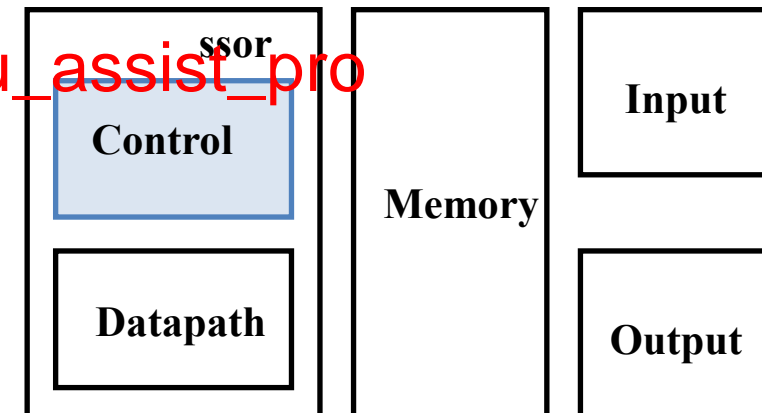 ssor
u_assist_pro
Control
Datapath
Memory
Input
Output